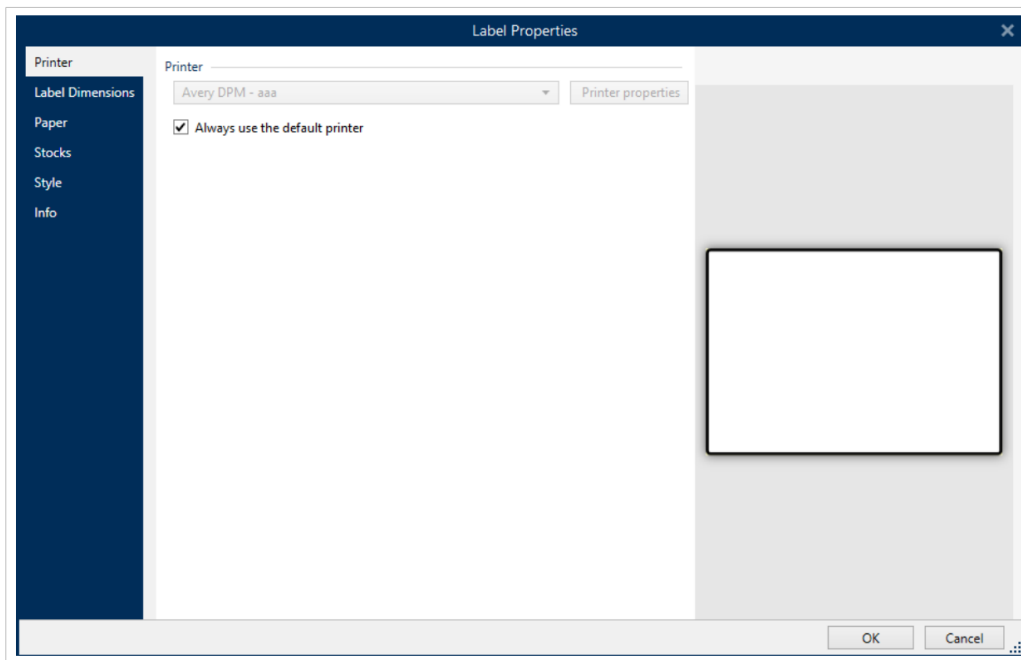 Label Properties
Printer
Label Dimensions
Paper
Stocks
Style
Info
Printer
Avery DPM - aaa
Printer properties
Always use the default printer
OK
Cancel